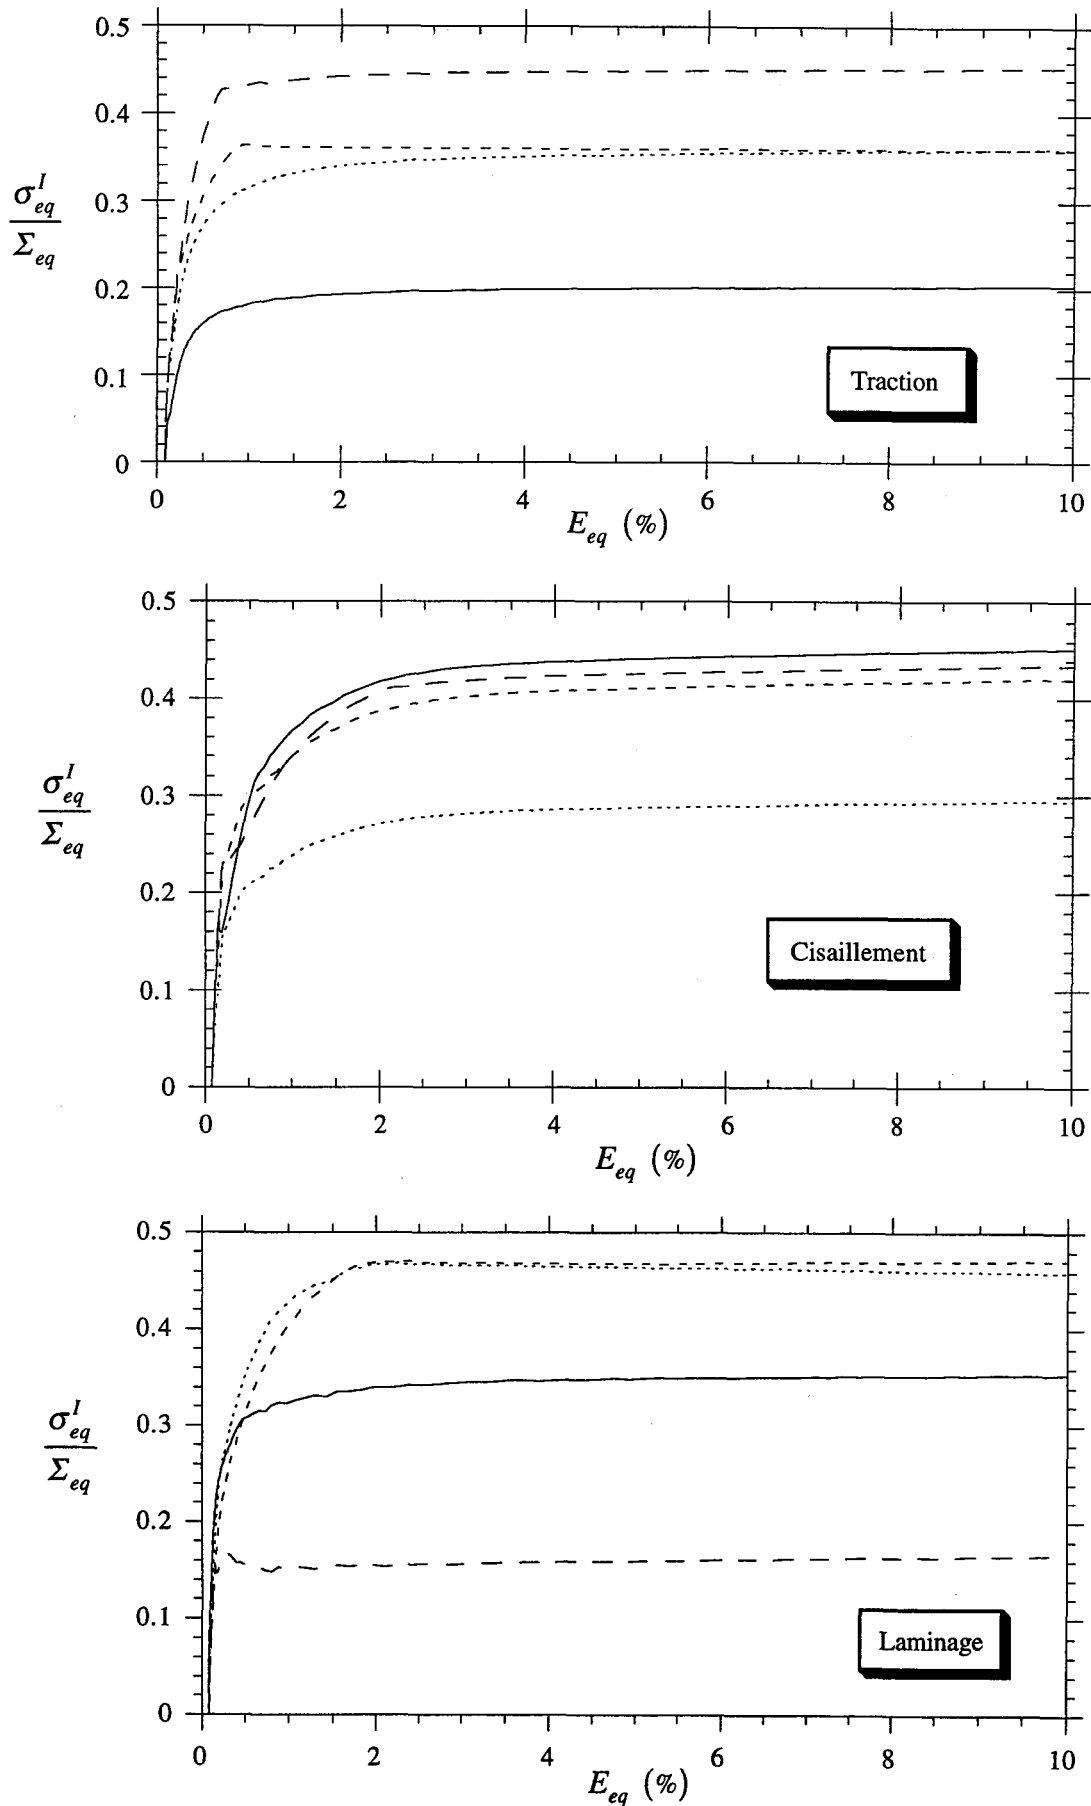 0.5
0.4
0.3
0.2
0.1
0
σ^I_eq
Σ_eq
Traction
0 2 4 6 8 10
E_eq (%)
0.5
0.4
0.3
0.2
0.1
0
σ^I_eq
Σ_eq
Cisaillement
0 2 4 6 8 10
E_eq (%)
0.5
0.4
0.3
0.2
0.1
0
σ^I_eq
Σ_eq
Laminage
0 2 4 6 8 10
E_eq (%)